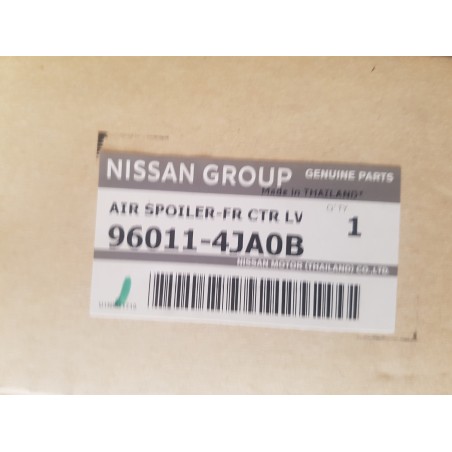 NISSAN GROUP GENUINE PARTS
Made in THAILAND*
AIR SPOILER-FR CTR LV Q'TY 1
96011-4JA0B
NISSAN MOTOR (THAILAND) CO.,LTD.